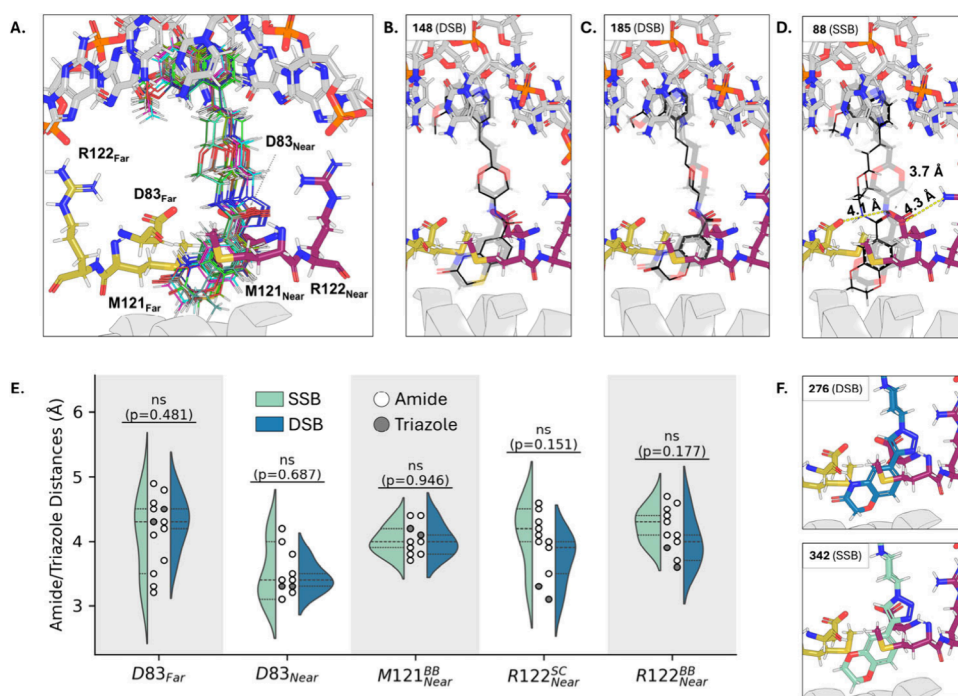 A.
R122Far
D83Far
D83Near
M121Far
M121Near
R122Near
B.
148 (DSB)
C.
185 (DSB)
D.
88 (SSB)
3.7 Å
4.1 Å
4.3 Å
E.
Amide/Triazole Distances (Å)
6
5
4
3
ns
(p=0.481)
ns
(p=0.687)
ns
(p=0.946)
ns
(p=0.151)
ns
(p=0.177)
SSB
DSB
Amide
Triazole
D83Far
D83Near
M121BBNear
R122SCNear
R122BBNear
F.
276 (DSB)
342 (SSB)